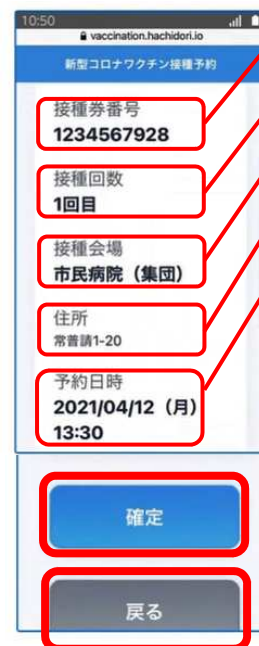 10:50
vaccination.hachidori.io
新型コロナワクチン接種予約
接種券番号
1234567928
接種回数
1回目
接種会場
市民病院（集団）
住所
常普請1-20
予約日時
2021/04/12（月）
13:30
確定
戻る